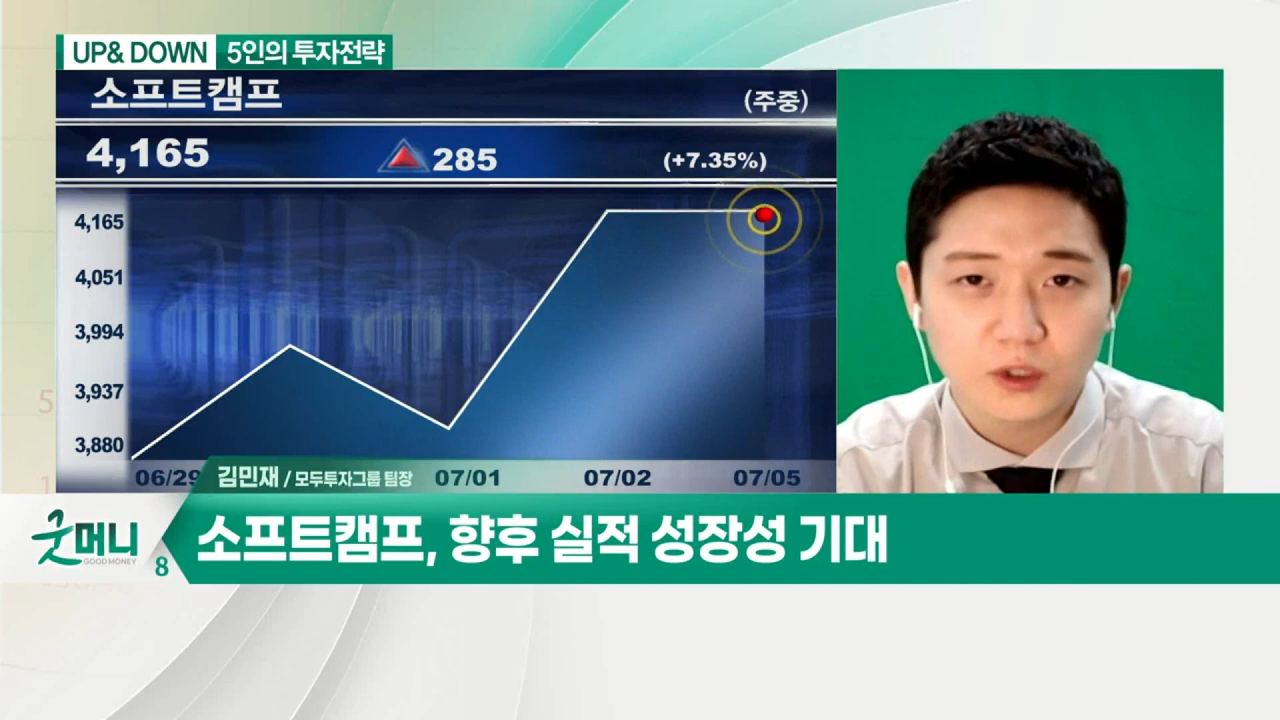 UP& DOWN 5인의 투자전략
소프트캠프 (주중)
4,165 285 (+7.35%)
4,165
4,051
3,994
3,937
3,880
06/29 07/01 07/02 07/05
김민재 / 모두투자그룹 팀장
굿머니
GOOD MONEY
8
소프트캠프, 향후 실적 성장성 기대